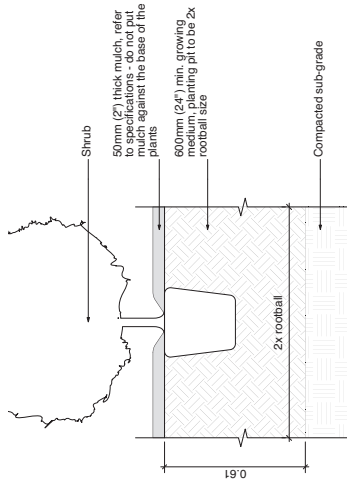 Shrub
50mm (2") thick mulch, refer
to specifications - do not put
mulch against the base of the
plants
600mm (24") min. growing
medium, planting pit to be 2x
rootball size
Compacted sub-grade
2x rootball
0.61